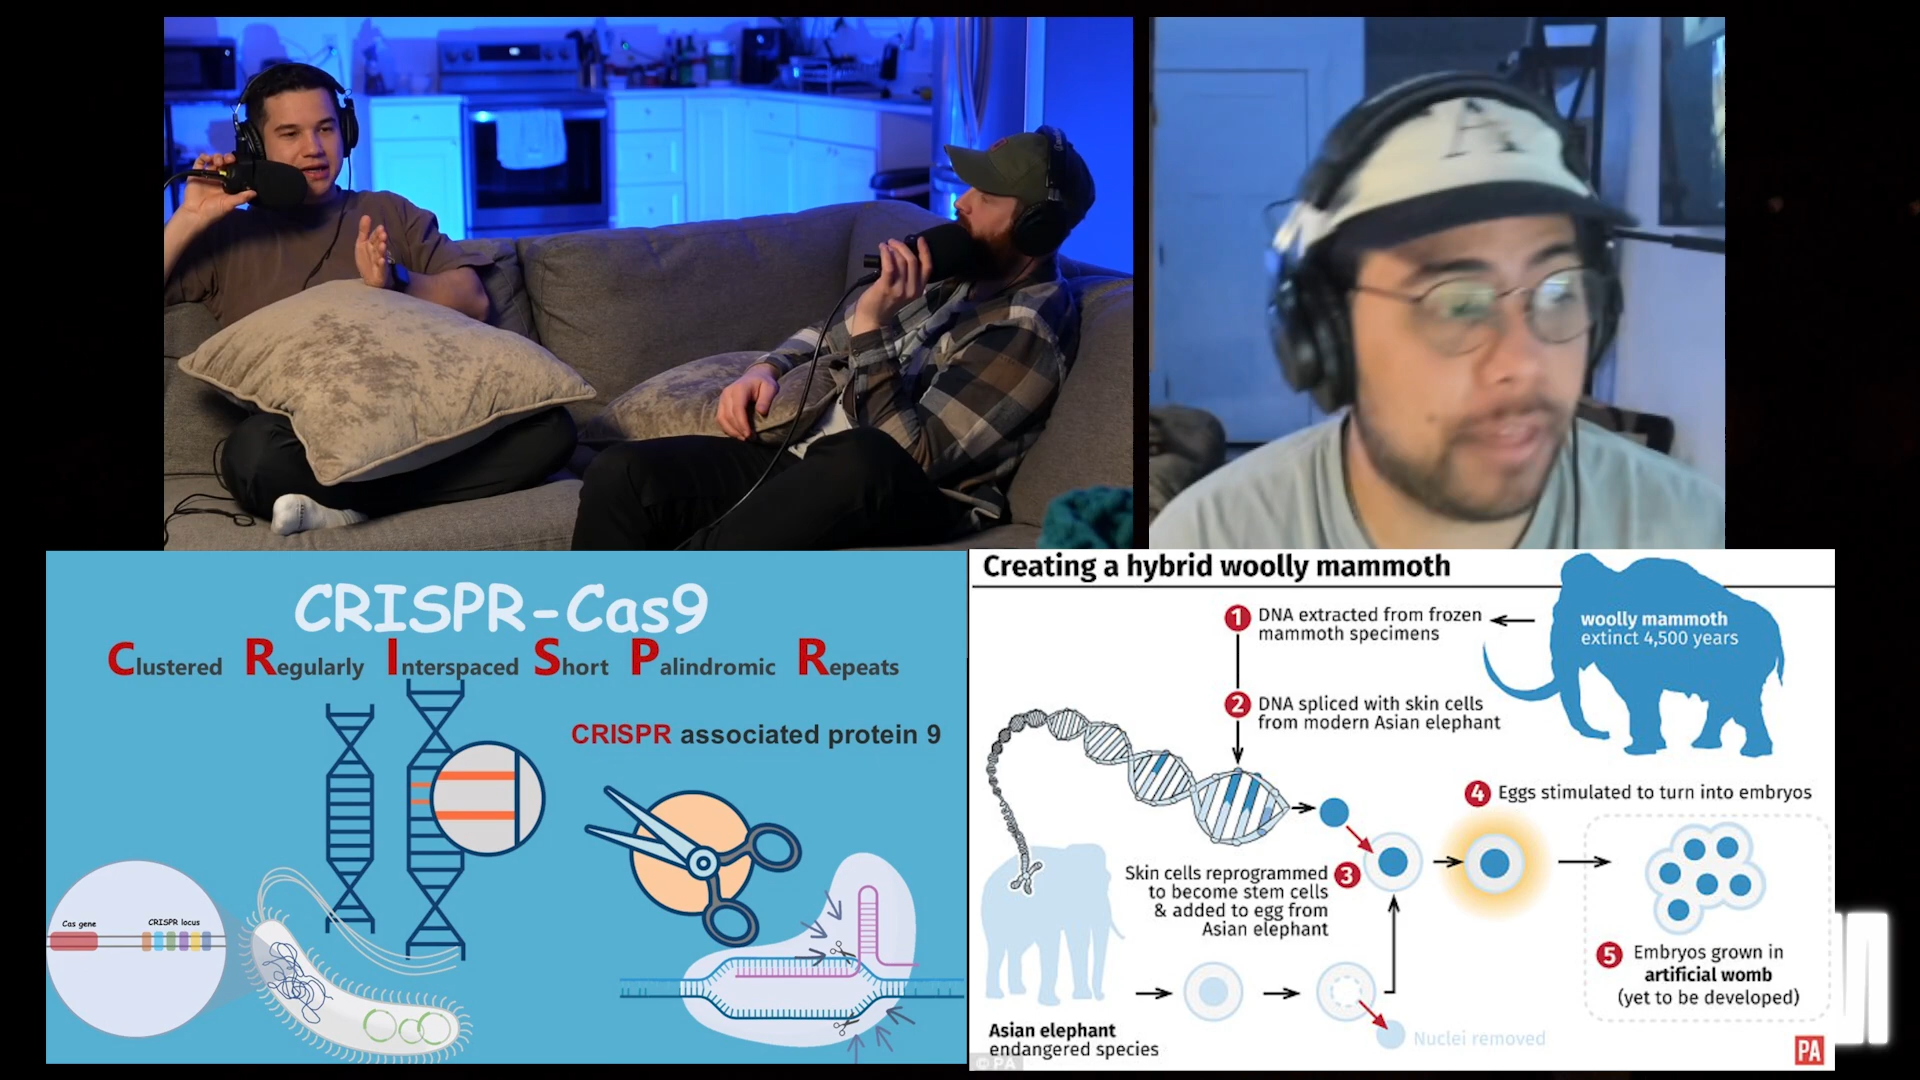 A
CRISPR-Cas9
Clustered Regularly Interspaced Short Palindromic Repeats
CRISPR associated protein 9
Cas gene
CRISPR locus
Creating a hybrid woolly mammoth
woolly mammoth
extinct 4,500 years
1 DNA extracted from frozen
mammoth specimens
2 DNA spliced with skin cells
from modern Asian elephant
Skin cells reprogrammed 3
to become stem cells
& added to egg from
Asian elephant
4 Eggs stimulated to turn into embryos
5 Embryos grown in
artificial womb
(yet to be developed)
Asian elephant
endangered species
Nuclei removed
© PA
PA